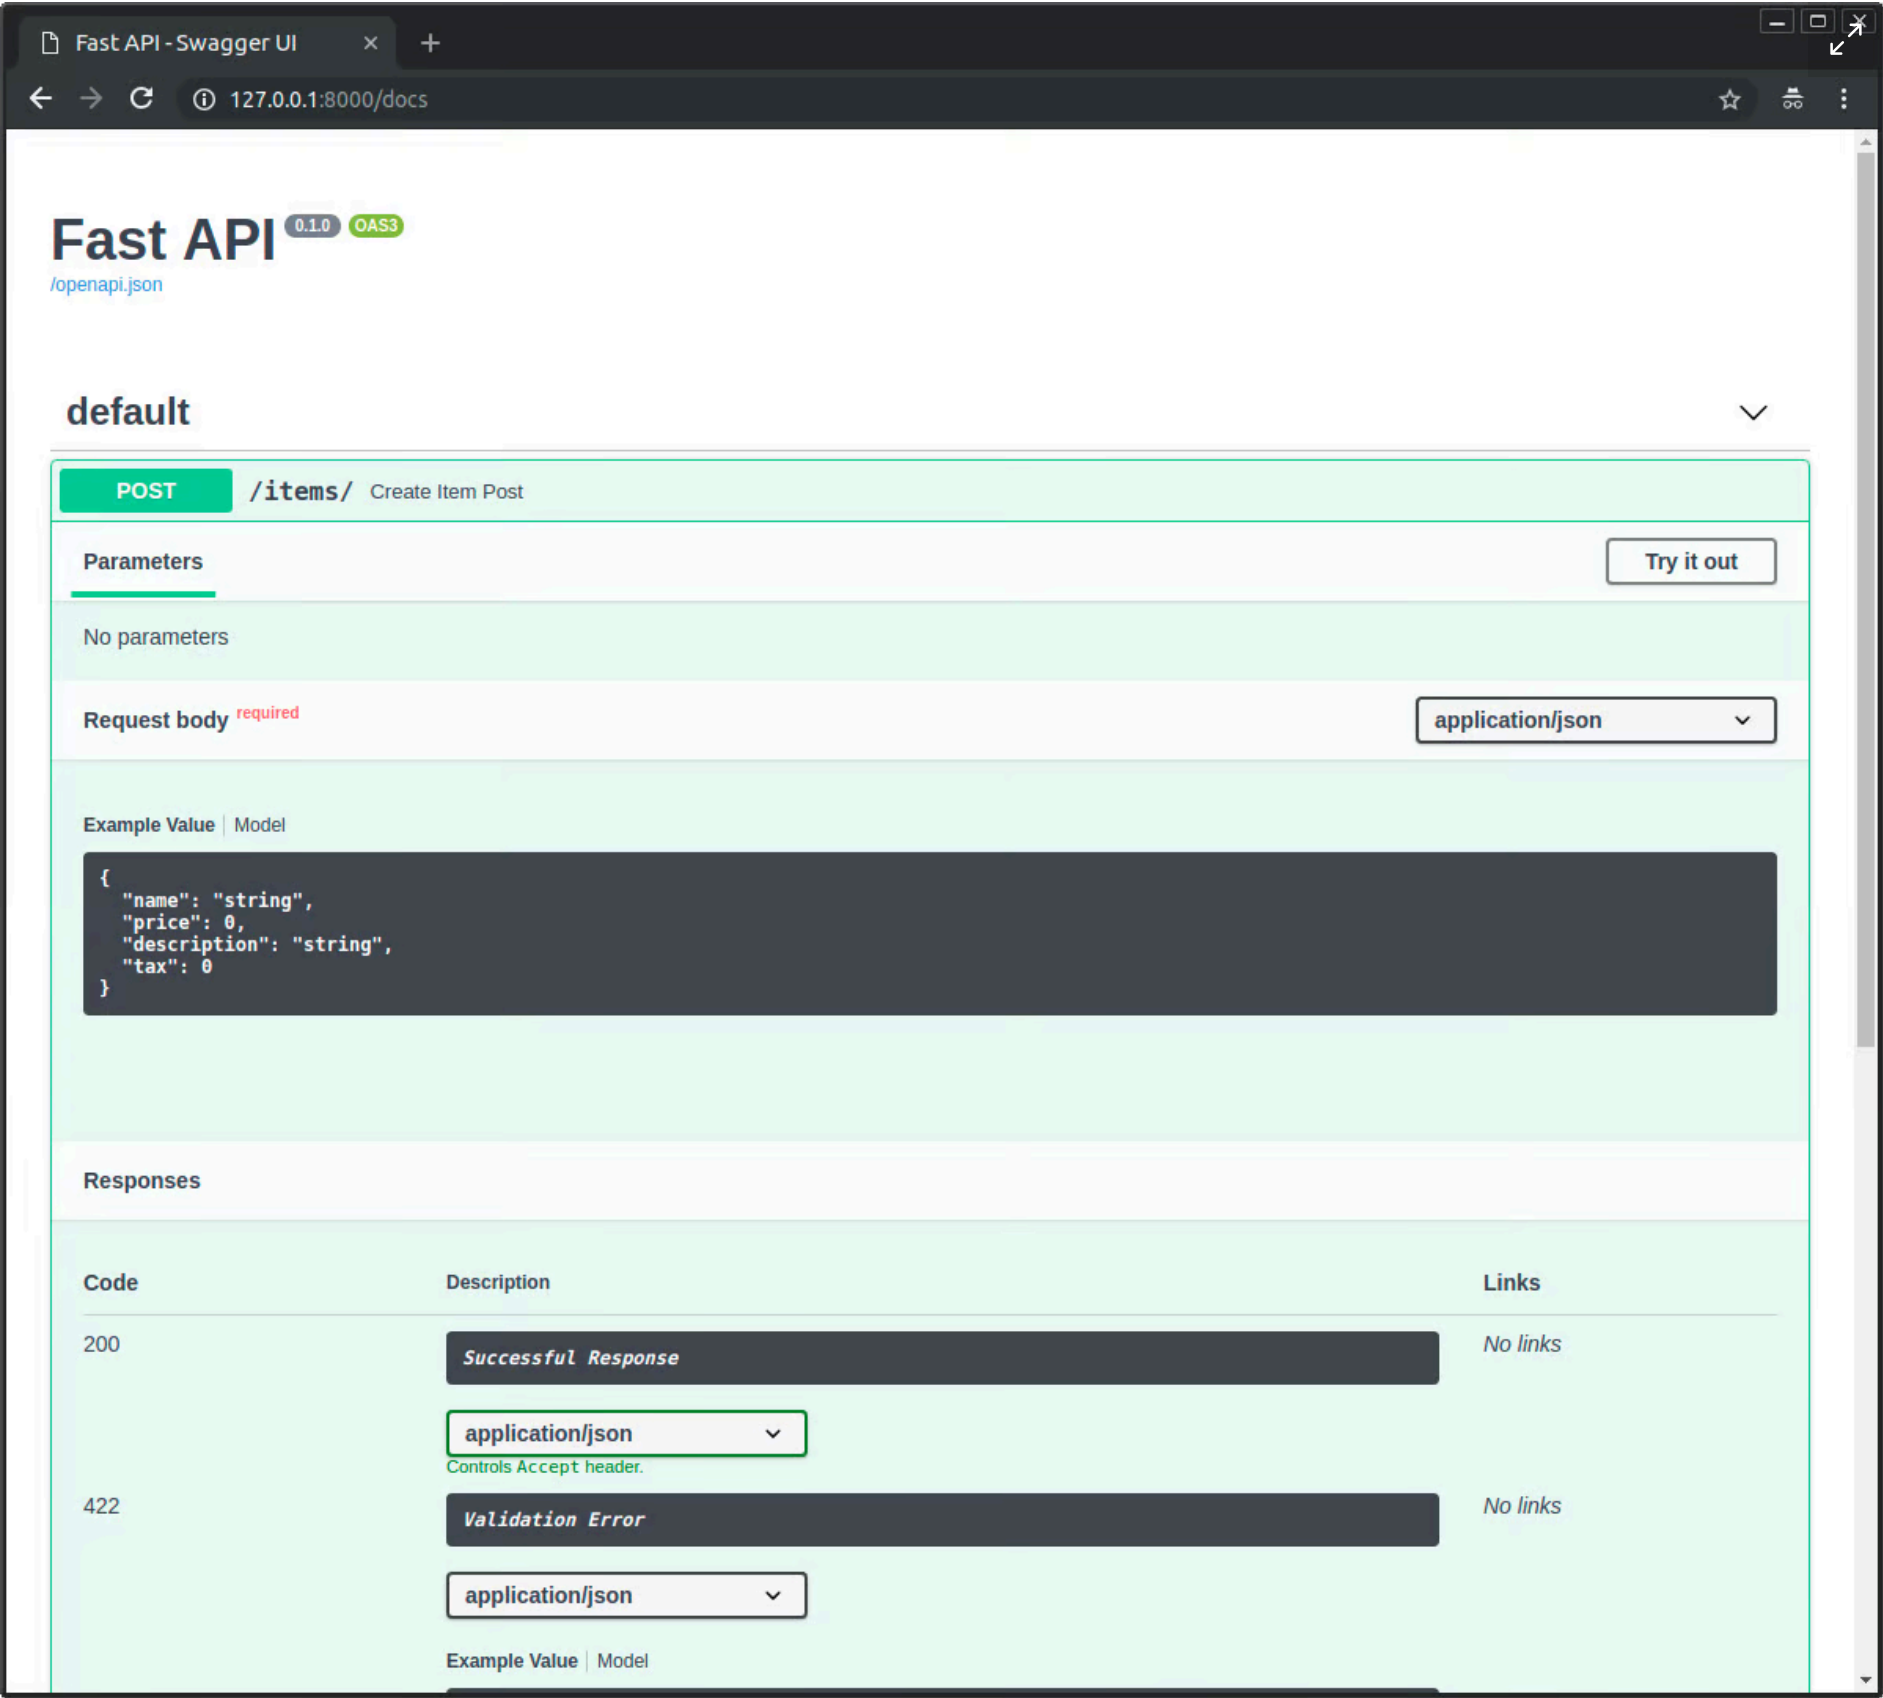 Fast API - Swagger UI
127.0.0.1:8000/docs
Fast API 0.1.0 OAS3
/openapi.json
default
POST /items/ Create Item Post
Parameters
Try it out
No parameters
Request body required
application/json
Example Value Model
{
"name": "string",
"price": 0,
"description": "string",
"tax": 0
}
Responses
Code Description Links
200 Successful Response No links
application/json
Controls Accept header.
422 Validation Error No links
application/json
Example Value Model